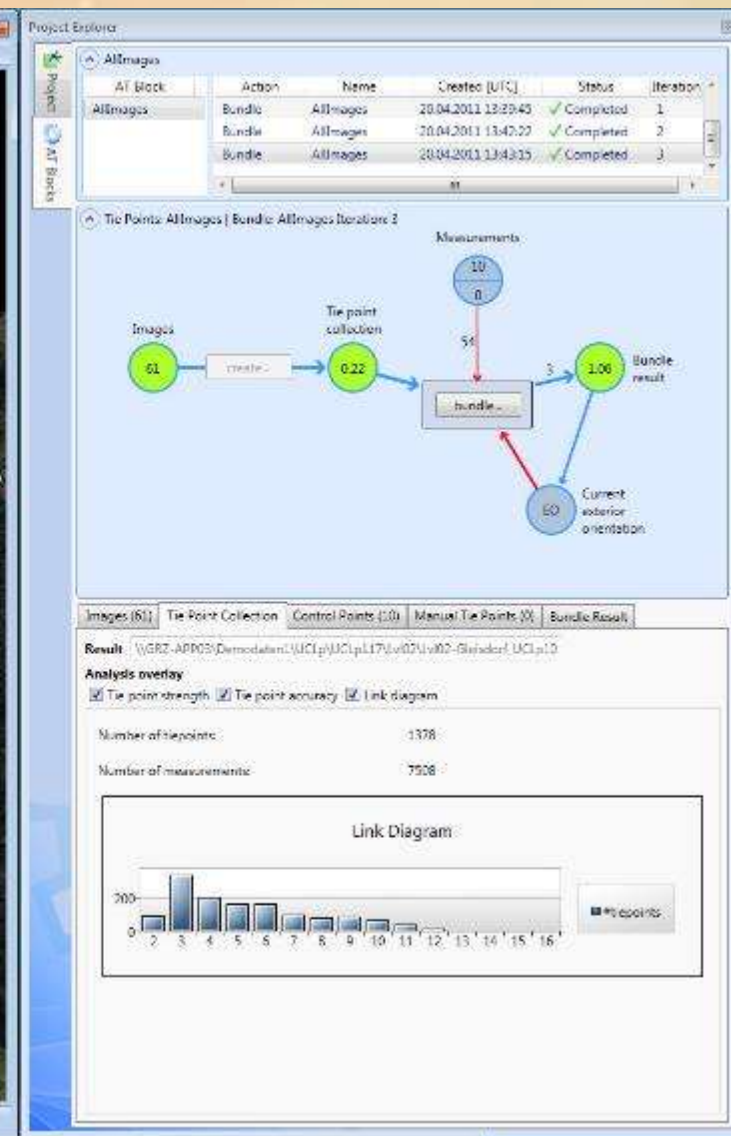 Project Explorer
Project
AT Blocks
AllImages
AT Block Action Name Created [UTC] Status Iteration
AllImages Bundle AllImages 20.04.2011 13:39:45 Completed 1
Bundle AllImages 20.04.2011 13:42:22 Completed 2
Bundle AllImages 20.04.2011 13:43:15 Completed 3
Tie Points: AllImages | Bundle: AllImages Iteration: 3
Measurements
10
0
Images
Tie point
collection
54
61
create...
0.22
3
1.06
Bundle
result
bundle...
EO
Current
exterior
orientation
Images (61) Tie Point Collection Control Points (10) Manual Tie Points (0) Bundle Result
Result
Analysis overlay
Tie point strength Tie point accuracy Link diagram
Number of tiepoints: 1378
Number of measurements: 7508
Link Diagram
200
0
2 3 4 5 6 7 8 9 10 11 12 13 14 15 16
#tiepoints